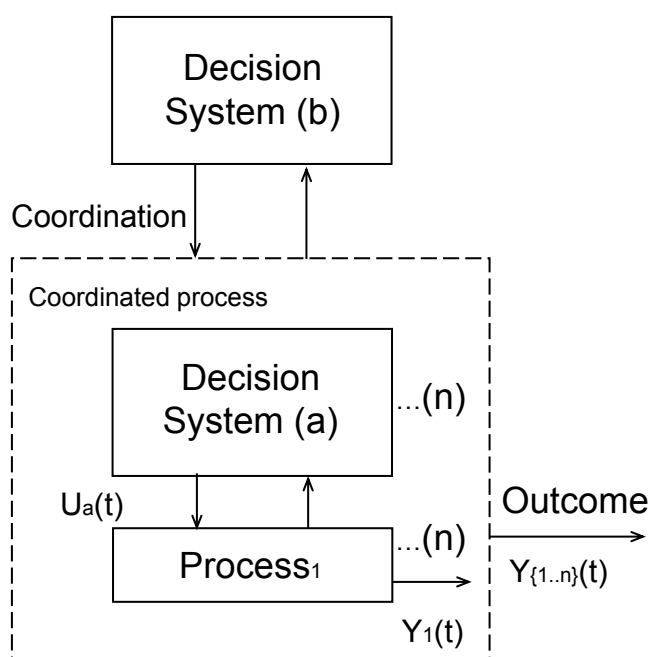 Decision
System (b)
Coordination
Coordinated process
Decision
System (a)
...(n)
Ua(t)
Outcome
...(n)
Process1
Y{1..n}(t)
Y1(t)